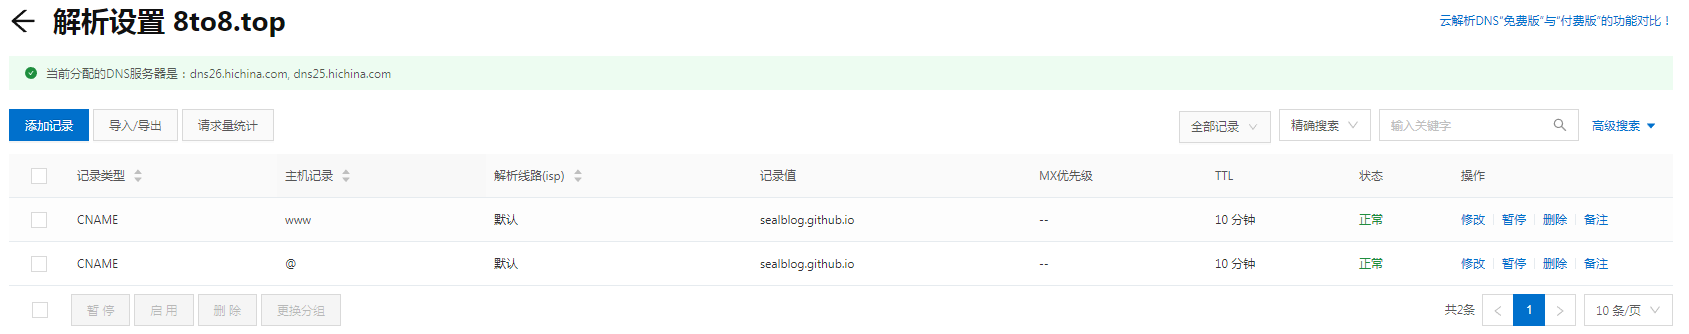 解析设置 8to8.top
云解析DNS“免费版”与“付费版”的功能对比！
当前分配的DNS服务器是：dns26.hichina.com, dns25.hichina.com
添加记录 导入/导出 请求量统计 全部记录 精确搜索 输入关键字 高级搜索
记录类型 主机记录 解析线路(isp) 记录值 MX优先级 TTL 状态 操作
CNAME www 默认 sealblog.github.io -- 10 分钟 正常 修改 暂停 删除 备注
CNAME @ 默认 sealblog.github.io -- 10 分钟 正常 修改 暂停 删除 备注
暂停 启用 删除 更换分组 共2条 < 1 > 10 条/页